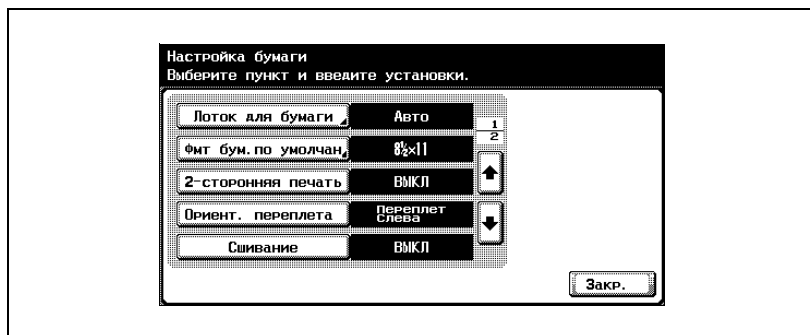 Настройка бумаги
Выберите пункт и введите установки.
Лоток для бумаги Авто
Фмт бум.по умолчан 8½×11
1
2
2-сторонняя печать ВЫКЛ
Ориент. переплета Переплет Слева
Сшивание ВЫКЛ
Закр.